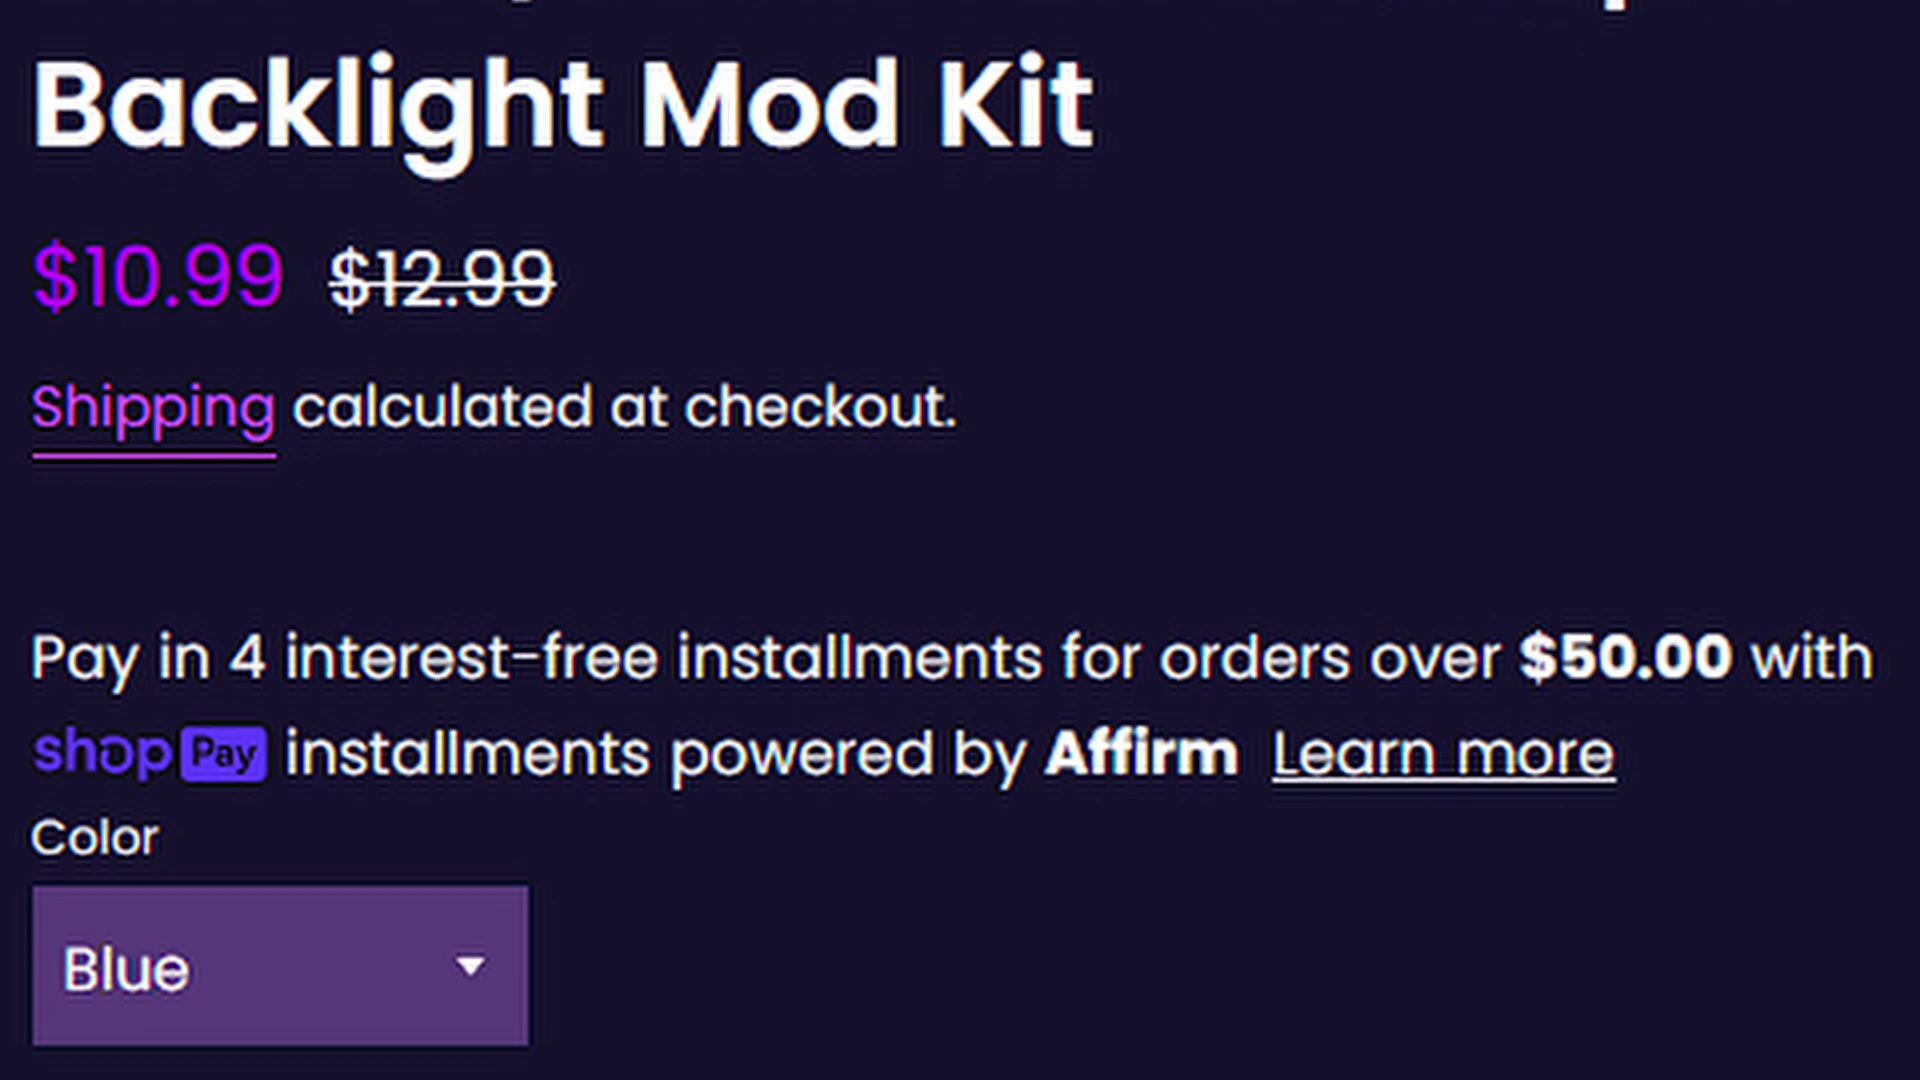 Backlight Mod Kit
$10.99 $12.99
Shipping calculated at checkout.
Pay in 4 interest-free installments for orders over $50.00 with
shop Pay installments powered by Affirm Learn more
Color
Blue